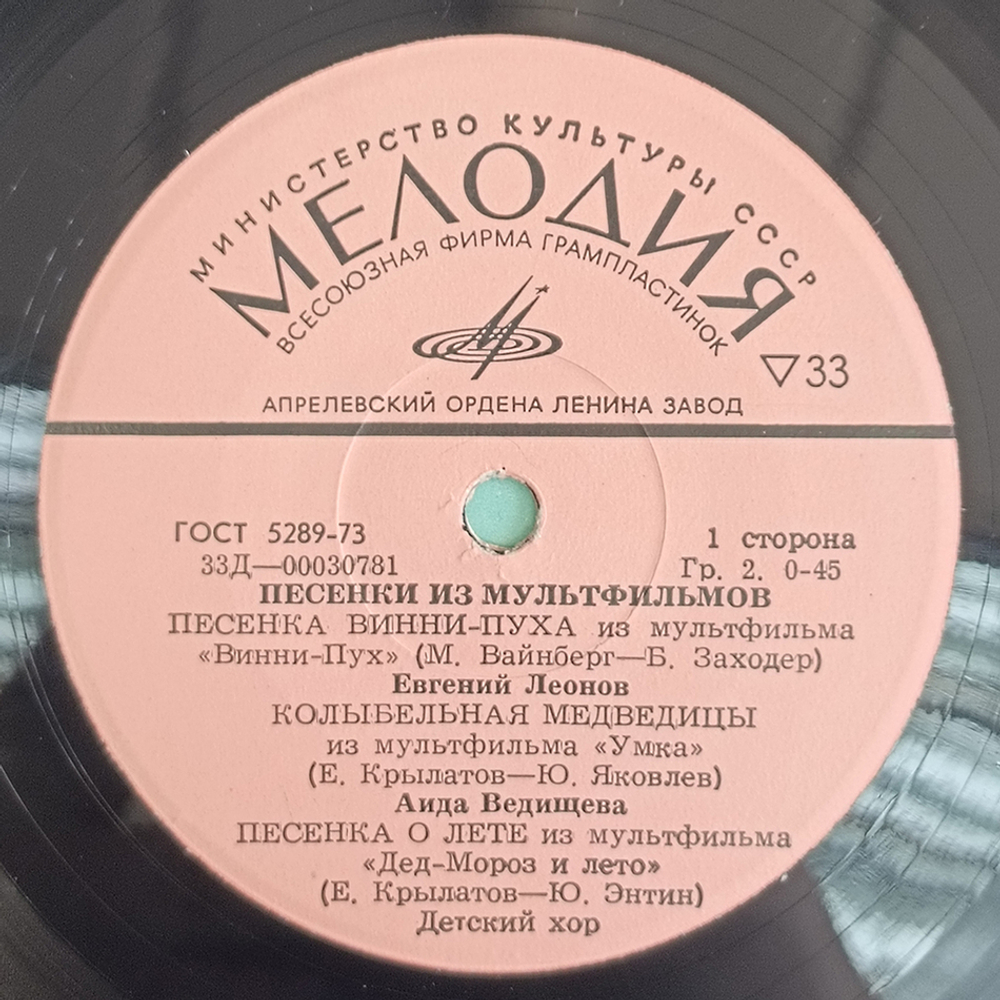 МИНИСТЕРСТВО КУЛЬТУРЫ СССР
МЕЛОДИЯ
ВСЕСОЮЗНАЯ ФИРМА ГРАМПЛАСТИНОК
▽33
АПРЕЛЕВСКИЙ ОРДЕНА ЛЕНИНА ЗАВОД
ГОСТ 5289-73
1 сторона
33Д—00030781
Гр. 2. 0-45
ПЕСЕНКИ ИЗ МУЛЬТФИЛЬМОВ
ПЕСЕНКА ВИННИ-ПУХА из мультфильма
«Винни-Пух» (М. Вайнберг—Б. Заходер)
Евгений Леонов
КОЛЫБЕЛЬНАЯ МЕДВЕДИЦЫ
из мультфильма «Умка»
(Е. Крылатов—Ю. Яковлев)
Аида Ведищева
ПЕСЕНКА О ЛЕТЕ из мультфильма
«Дед-Мороз и лето»
(Е. Крылатов—Ю. Энтин)
Детский хор